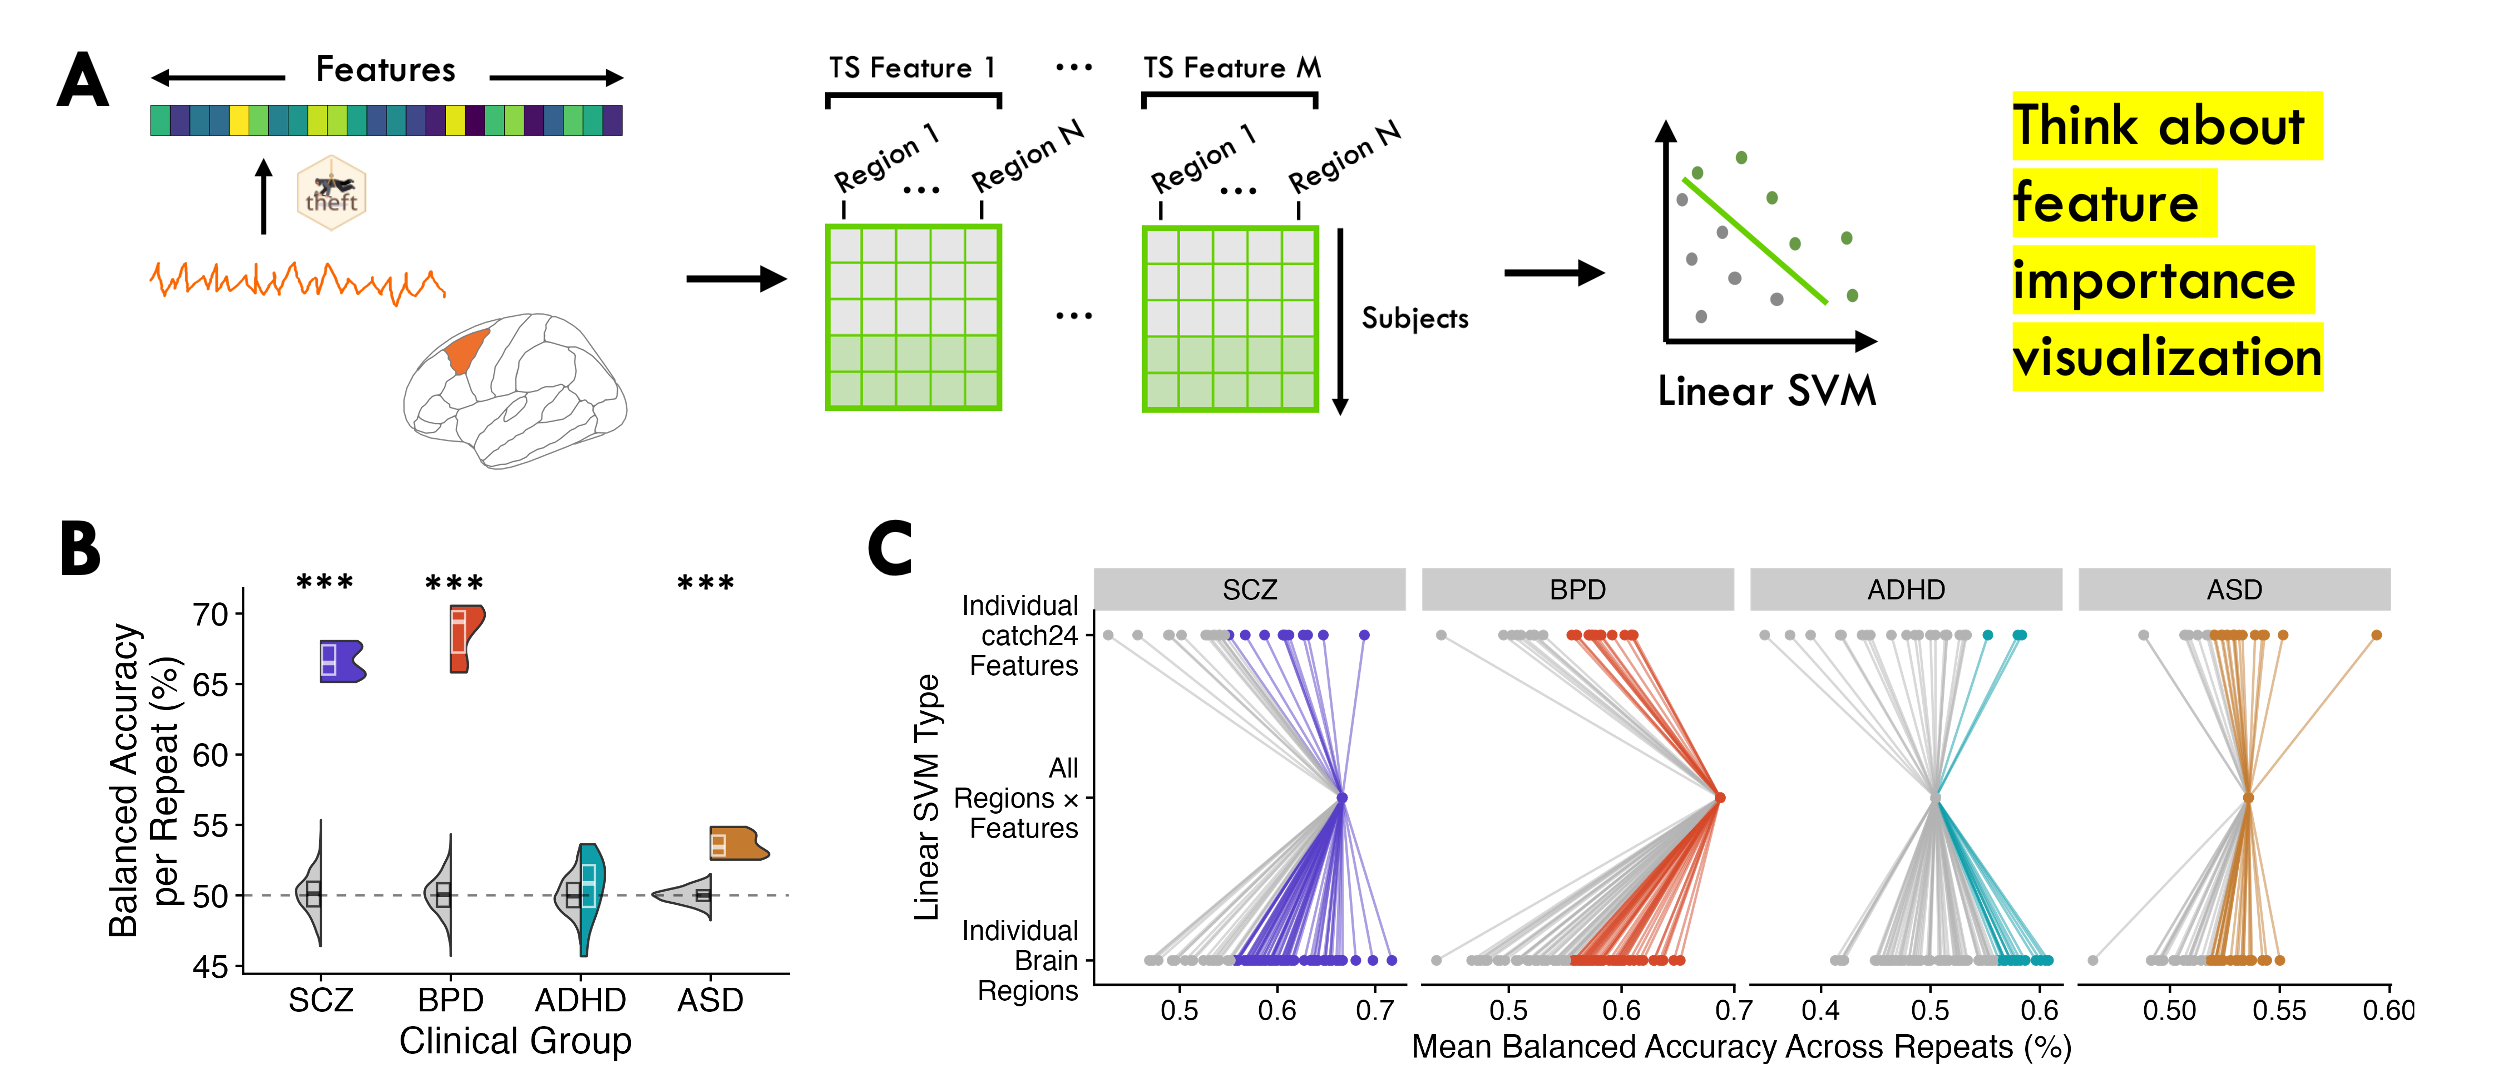 A
Features
theft
TS Feature 1
...
TS Feature M
Region 1
...
Region N
Region 1
...
Region N
...
Subjects
Linear SVM
Think about
feature
importance
visualization
B
Balanced Accuracy
per Repeat (%)
***
***
***
70
65
60
55
50
45
SCZ
BPD
ADHD
ASD
Clinical Group
C
SCZ
BPD
ADHD
ASD
Linear SVM Type
Individual
catch24
Features
All
Regions ×
Features
Individual
Brain
Regions
0.5
0.6
0.7
0.5
0.6
0.7
0.4
0.5
0.6
0.50
0.55
0.60
Mean Balanced Accuracy Across Repeats (%)